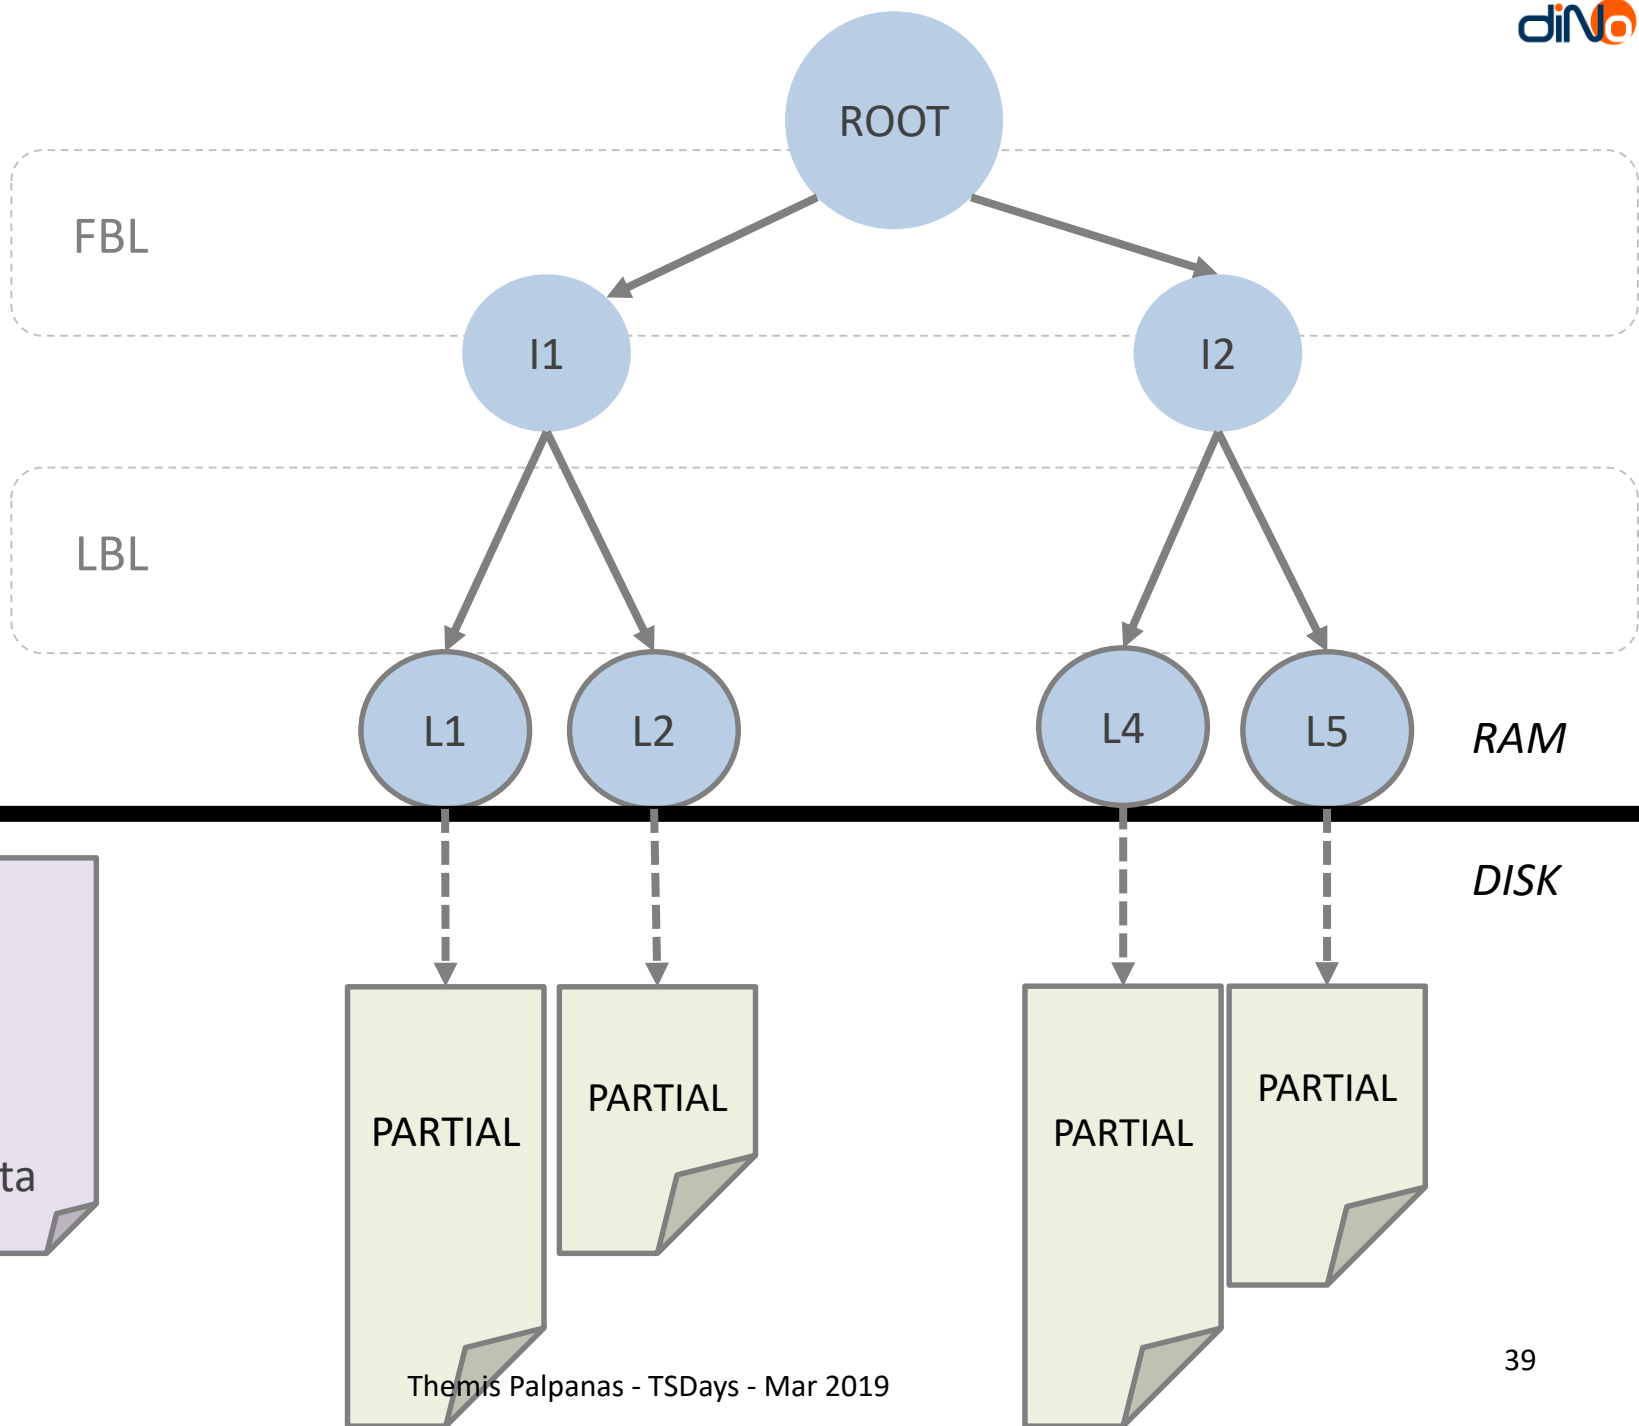 diNo
ROOT
FBL
I1
I2
LBL
L1
L2
L4
L5
RAM
DISK
PARTIAL
PARTIAL
PARTIAL
PARTIAL
ta
Themis Palpanas - TSDays - Mar 2019
39